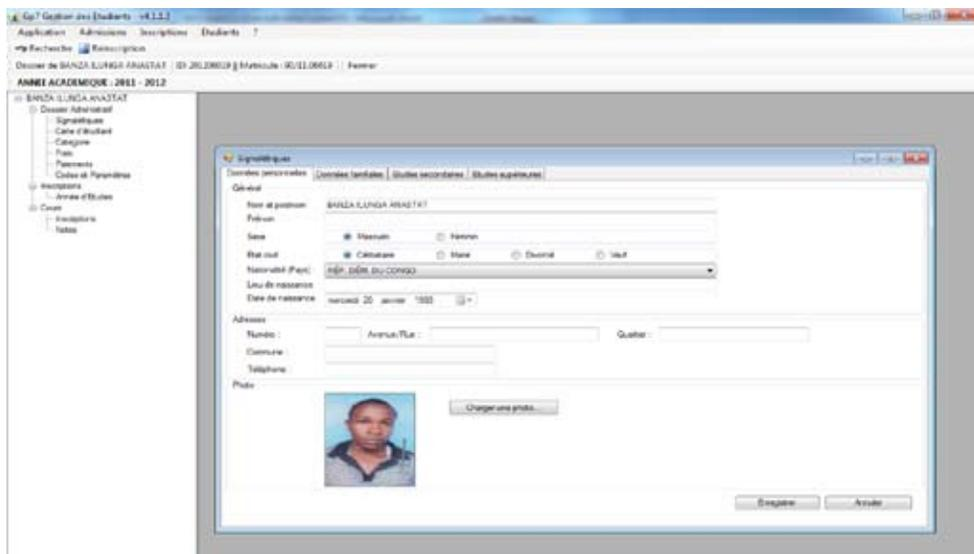 Gp7 Gestion des Etudiants - v4.1.1.1
Application Admissions Inscriptions Etudiants ?
Recherche Réinscription
Dossier de BANZA ILUNGA ANASTAT Fermer
ANNEE ACADEMIQUE : 2011 - 2012
BANZA ILUNGA ANASTAT
Dossier Administratif
Signalétiques
Carte d'étudiant
Catégorie
Frais
Paiements
Codes et Paramètres
Inscriptions
Année d'Etudes
Cours
Inscriptions
Notes
Signalétiques
Données personnelles Données familiales Etudes secondaires Etudes supérieures
Général
Nom et postnom BANZA ILUNGA ANASTAT
Prénom
Sexe Masculin Féminin
Etat civil Célibataire Marié Divorcé Veuf
Nationalité (Pays) RÉP. DÉM. DU CONGO
Lieu de naissance
Date de naissance mercredi 20 janvier
Adresses
Numéro : Avenue/Rue : Quartier :
Commune :
Téléphone :
Photo
Charger une photo...
Enregistrer Annuler